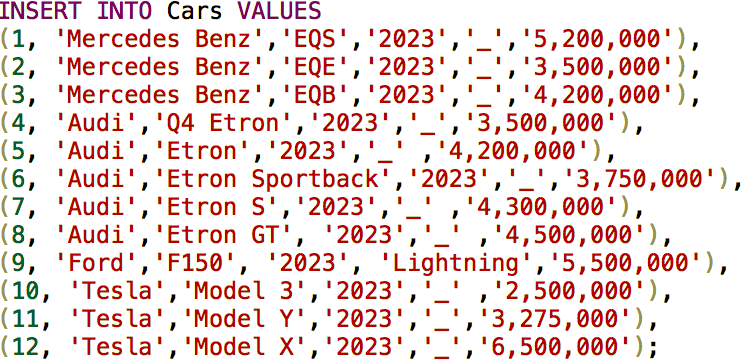 INSERT INTO Cars VALUES
(1, 'Mercedes Benz','EQS','2023','_','5,200,000'),
(2, 'Mercedes Benz','EQE','2023','_','3,500,000'),
(3, 'Mercedes Benz','EQB','2023','_','4,200,000'),
(4, 'Audi','Q4 Etron','2023','_','3,500,000'),
(5, 'Audi','Etron','2023','_' ,'4,200,000'),
(6, 'Audi','Etron Sportback','2023','_','3,750,000'),
(7, 'Audi','Etron S','2023','_' ,'4,300,000'),
(8, 'Audi','Etron GT', '2023','_' ,'4,500,000'),
(9, 'Ford','F150', '2023', 'Lightning','5,500,000'),
(10, 'Tesla','Model 3','2023','_' ,'2,500,000'),
(11, 'Tesla','Model Y','2023','_','3,275,000'),
(12, 'Tesla','Model X','2023','_','6,500,000');